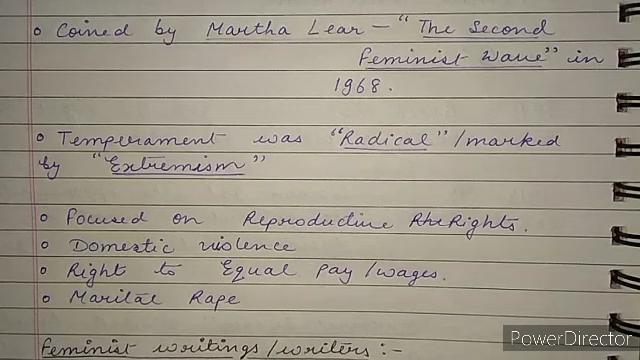 o Coined by Martha Lear - "The Second
Feminist Wave" in
1968.
o Temperament was "Radical"/marked
by "Extremism"
o Focused on Reproductive Rights.
o Domestic violence
o Right to Equal pay/wages.
o Marital Rape
Feminist writings/writers :-
PowerDirector